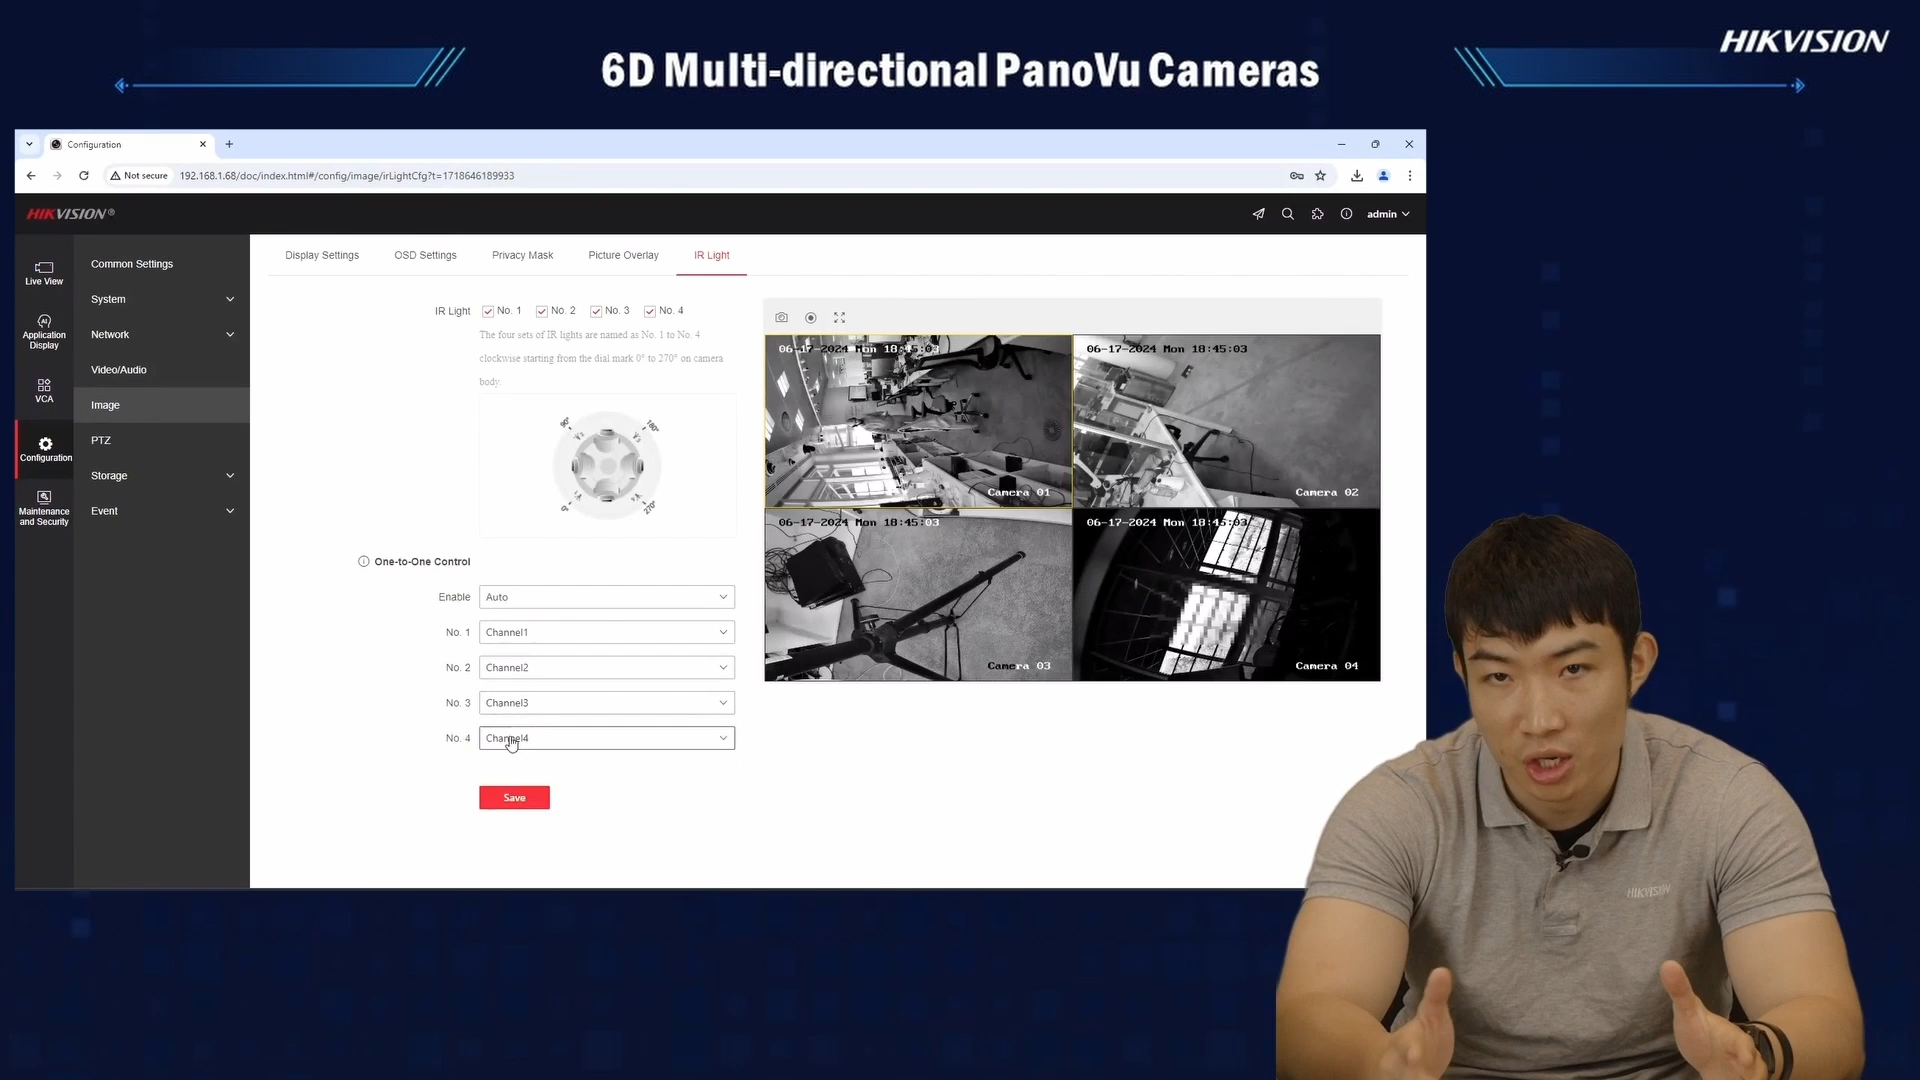 6D Multi-directional PanoVu Cameras
HIKVISION
Configuration
Not secure
192.168.1.68/doc/index.html#/config/image/irLightCfg?t=1718646189933
HIKVISION®
admin
Live View
Application
Display
VCA
Configuration
Maintenance
and Security
Common Settings
System
Network
Video/Audio
Image
PTZ
Storage
Event
Display Settings
OSD Settings
Privacy Mask
Picture Overlay
IR Light
IR Light No. 1 No. 2 No. 3 No. 4
The four sets of IR lights are named as No. 1 to No. 4
clockwise starting from the dial mark 0° to 270° on camera
body.
90°
180°
0°
270°
One-to-One Control
Enable Auto
No. 1 Channel1
No. 2 Channel2
No. 3 Channel3
No. 4 Channel4
Save
06-17-2024 Mon 18:45:03
Camera 01
06-17-2024 Mon 18:45:03
Camera 02
06-17-2024 Mon 18:45:03
Camera 03
06-17-2024 Mon 18:45:03
Camera 04
HIKVISION